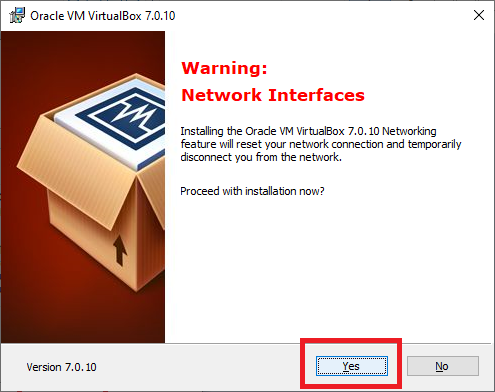 Oracle VM VirtualBox 7.0.10
Warning:
Network Interfaces
Installing the Oracle VM VirtualBox 7.0.10 Networking
feature will reset your network connection and temporarily
disconnect you from the network.
Proceed with installation now?
Version 7.0.10
Yes
No